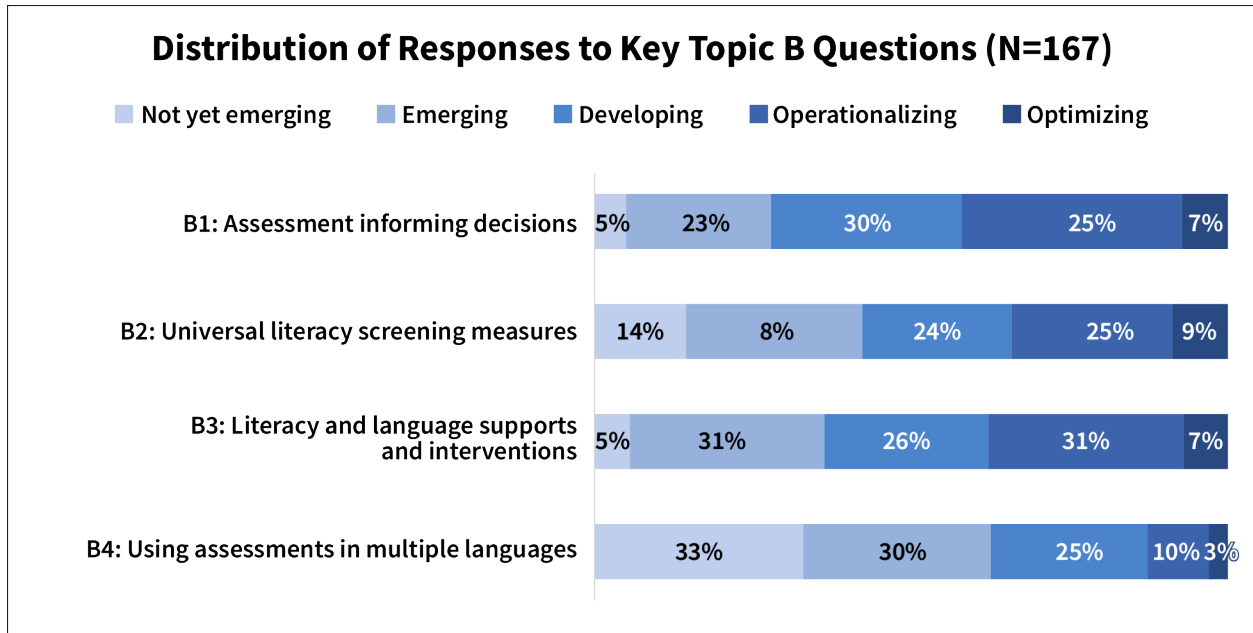 Distribution of Responses to Key Topic B Questions (N=167)
Not yet emerging Emerging Developing Operationalizing Optimizing
B1: Assessment informing decisions 5% 23% 30% 25% 7%
B2: Universal literacy screening measures 14% 8% 24% 25% 9%
B3: Literacy and language supports
and interventions 5% 31% 26% 31% 7%
B4: Using assessments in multiple languages 33% 30% 25% 10% 3%